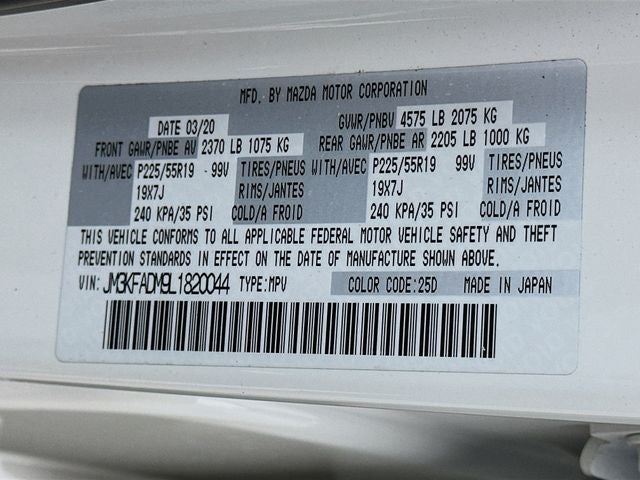 MFD. BY MAZDA MOTOR CORPORATION
DATE 03/20 GVWR/PNBV 4575 LB 2075 KG
FRONT GAWR/PNBE AV 2370 LB 1075 KG REAR GAWR/PNBE AR 2205 LB 1000 KG
WITH/AVEC P225/55R19 - 99V TIRES/PNEUS WITH/AVEC P225/55R19 99V TIRES/PNEUS
19X7J RIMS/JANTES 19X7J RIMS/JANTES
240 KPA/35 PSI COLD/A FROID 240 KPA/35 PSI COLD/A FROID
THIS VEHICLE CONFORMS TO ALL APPLICABLE FEDERAL MOTOR VEHICLE SAFETY AND THEFT
PREVENTION STANDARDS IN EFFECT ON THE DATE OF MANUFACTURE SHOWN ABOVE.
VIN: JM3KFADM9L1820044 TYPE:MPV COLOR CODE:25D MADE IN JAPAN